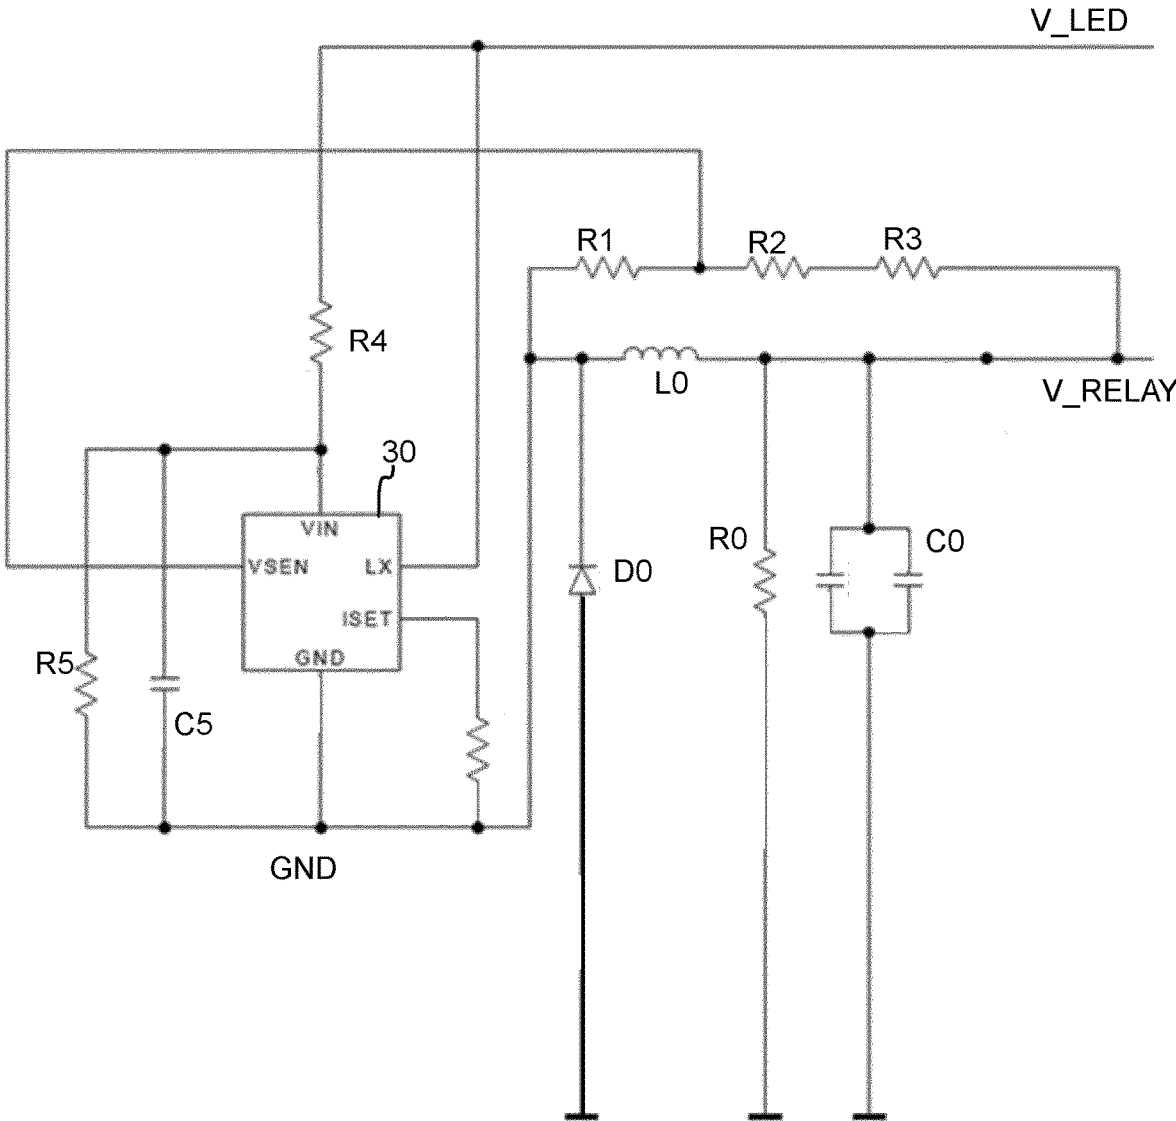 V_LED
R1
R2
R3
R4
L0
V_RELAY
30
VIN
VSEN
LX
ISET
GND
R0
C0
D0
R5
C5
GND